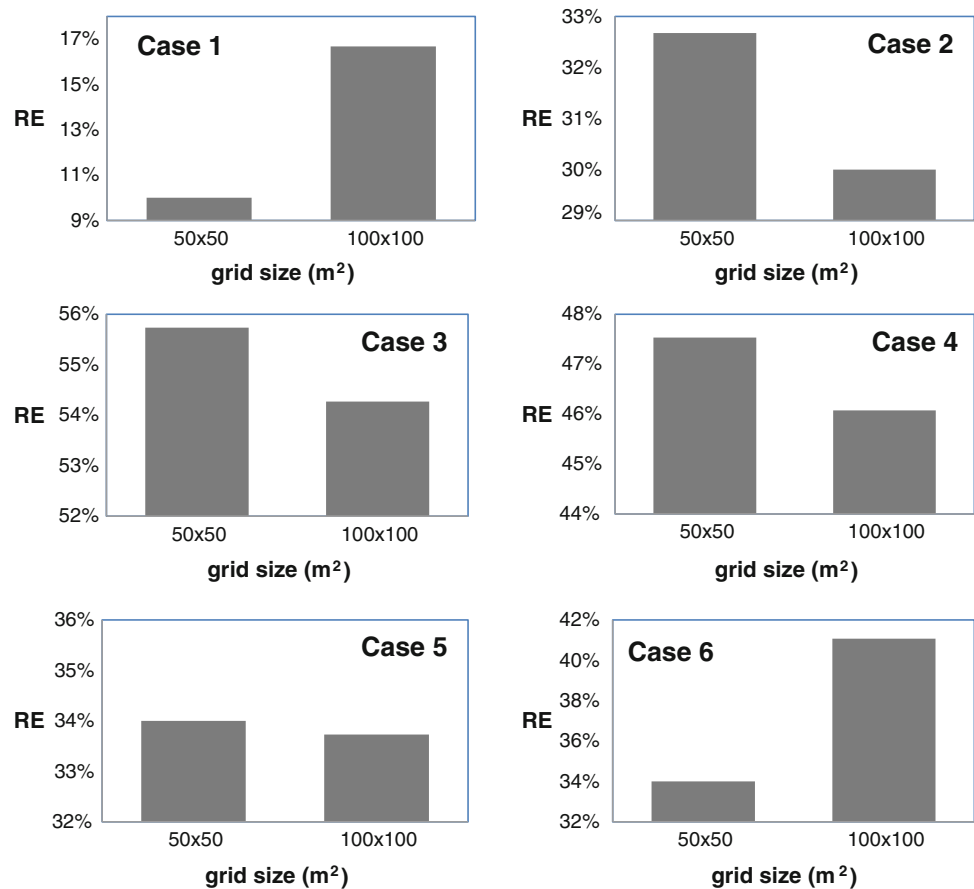 Case 1
RE
17%
15%
13%
11%
9%
50x50
100x100
grid size (m²)
Case 2
RE
33%
32%
31%
30%
29%
50x50
100x100
grid size (m²)
Case 3
RE
56%
55%
54%
53%
52%
50x50
100x100
grid size (m²)
Case 4
RE
48%
47%
46%
45%
44%
50x50
100x100
grid size (m²)
Case 5
RE
36%
35%
34%
33%
32%
50x50
100x100
grid size (m²)
Case 6
RE
42%
40%
38%
36%
34%
32%
50x50
100x100
grid size (m²)